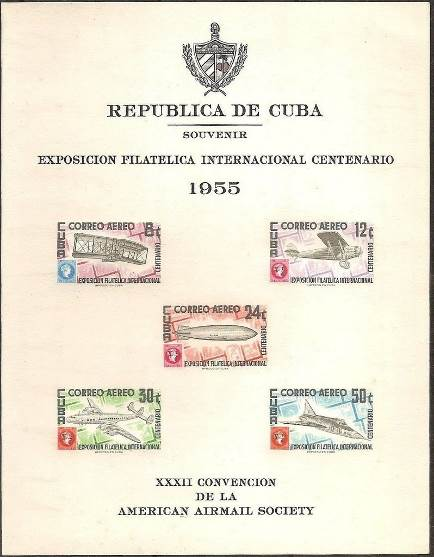 REPUBLICA DE CUBA
SOUVENIR
EXPOSICION FILATELICA INTERNACIONAL CENTENARIO
1955
CORREO AEREO 8¢
CUBA
CENTENARIO
EXPOSICION FILATELICA INTERNACIONAL
CORREO AEREO 12¢
CUBA
CENTENARIO
EXPOSICION FILATELICA INTERNACIONAL
CORREO AEREO 24¢
CUBA
CENTENARIO
EXPOSICION FILATELICA INTERNACIONAL
CORREO AEREO 30¢
CUBA
CENTENARIO
EXPOSICION FILATELICA INTERNACIONAL
CORREO AEREO 50¢
CUBA
CENTENARIO
EXPOSICION FILATELICA INTERNACIONAL
XXXII CONVENCION
DE LA
AMERICAN AIRMAIL SOCIETY